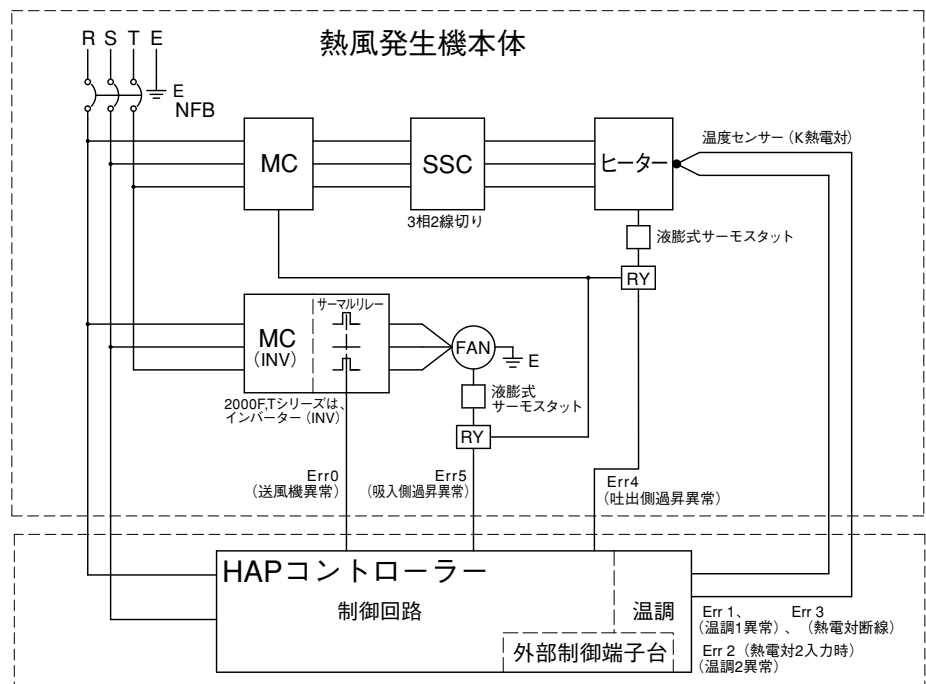 熱風発生機本体
R S T E
E
NFB
MC
SSC
3相2線切り
ヒーター
温度センサー (K熱電対)
液膨式サーモスタット
RY
サーマルリレー
MC
(INV)
2000F,Tシリーズは、
インバーター (INV)
FAN
E
液膨式
サーモスタット
RY
Err0
(送風機異常)
Err5
(吸入側過昇異常)
Err4
(吐出側過昇異常)
HAPコントローラー
制御回路
温調
外部制御端子台
Err 1、 Err 3
(温調1異常) 、 (熱電対断線)
Err 2 (熱電対2入力時)
(温調2異常)